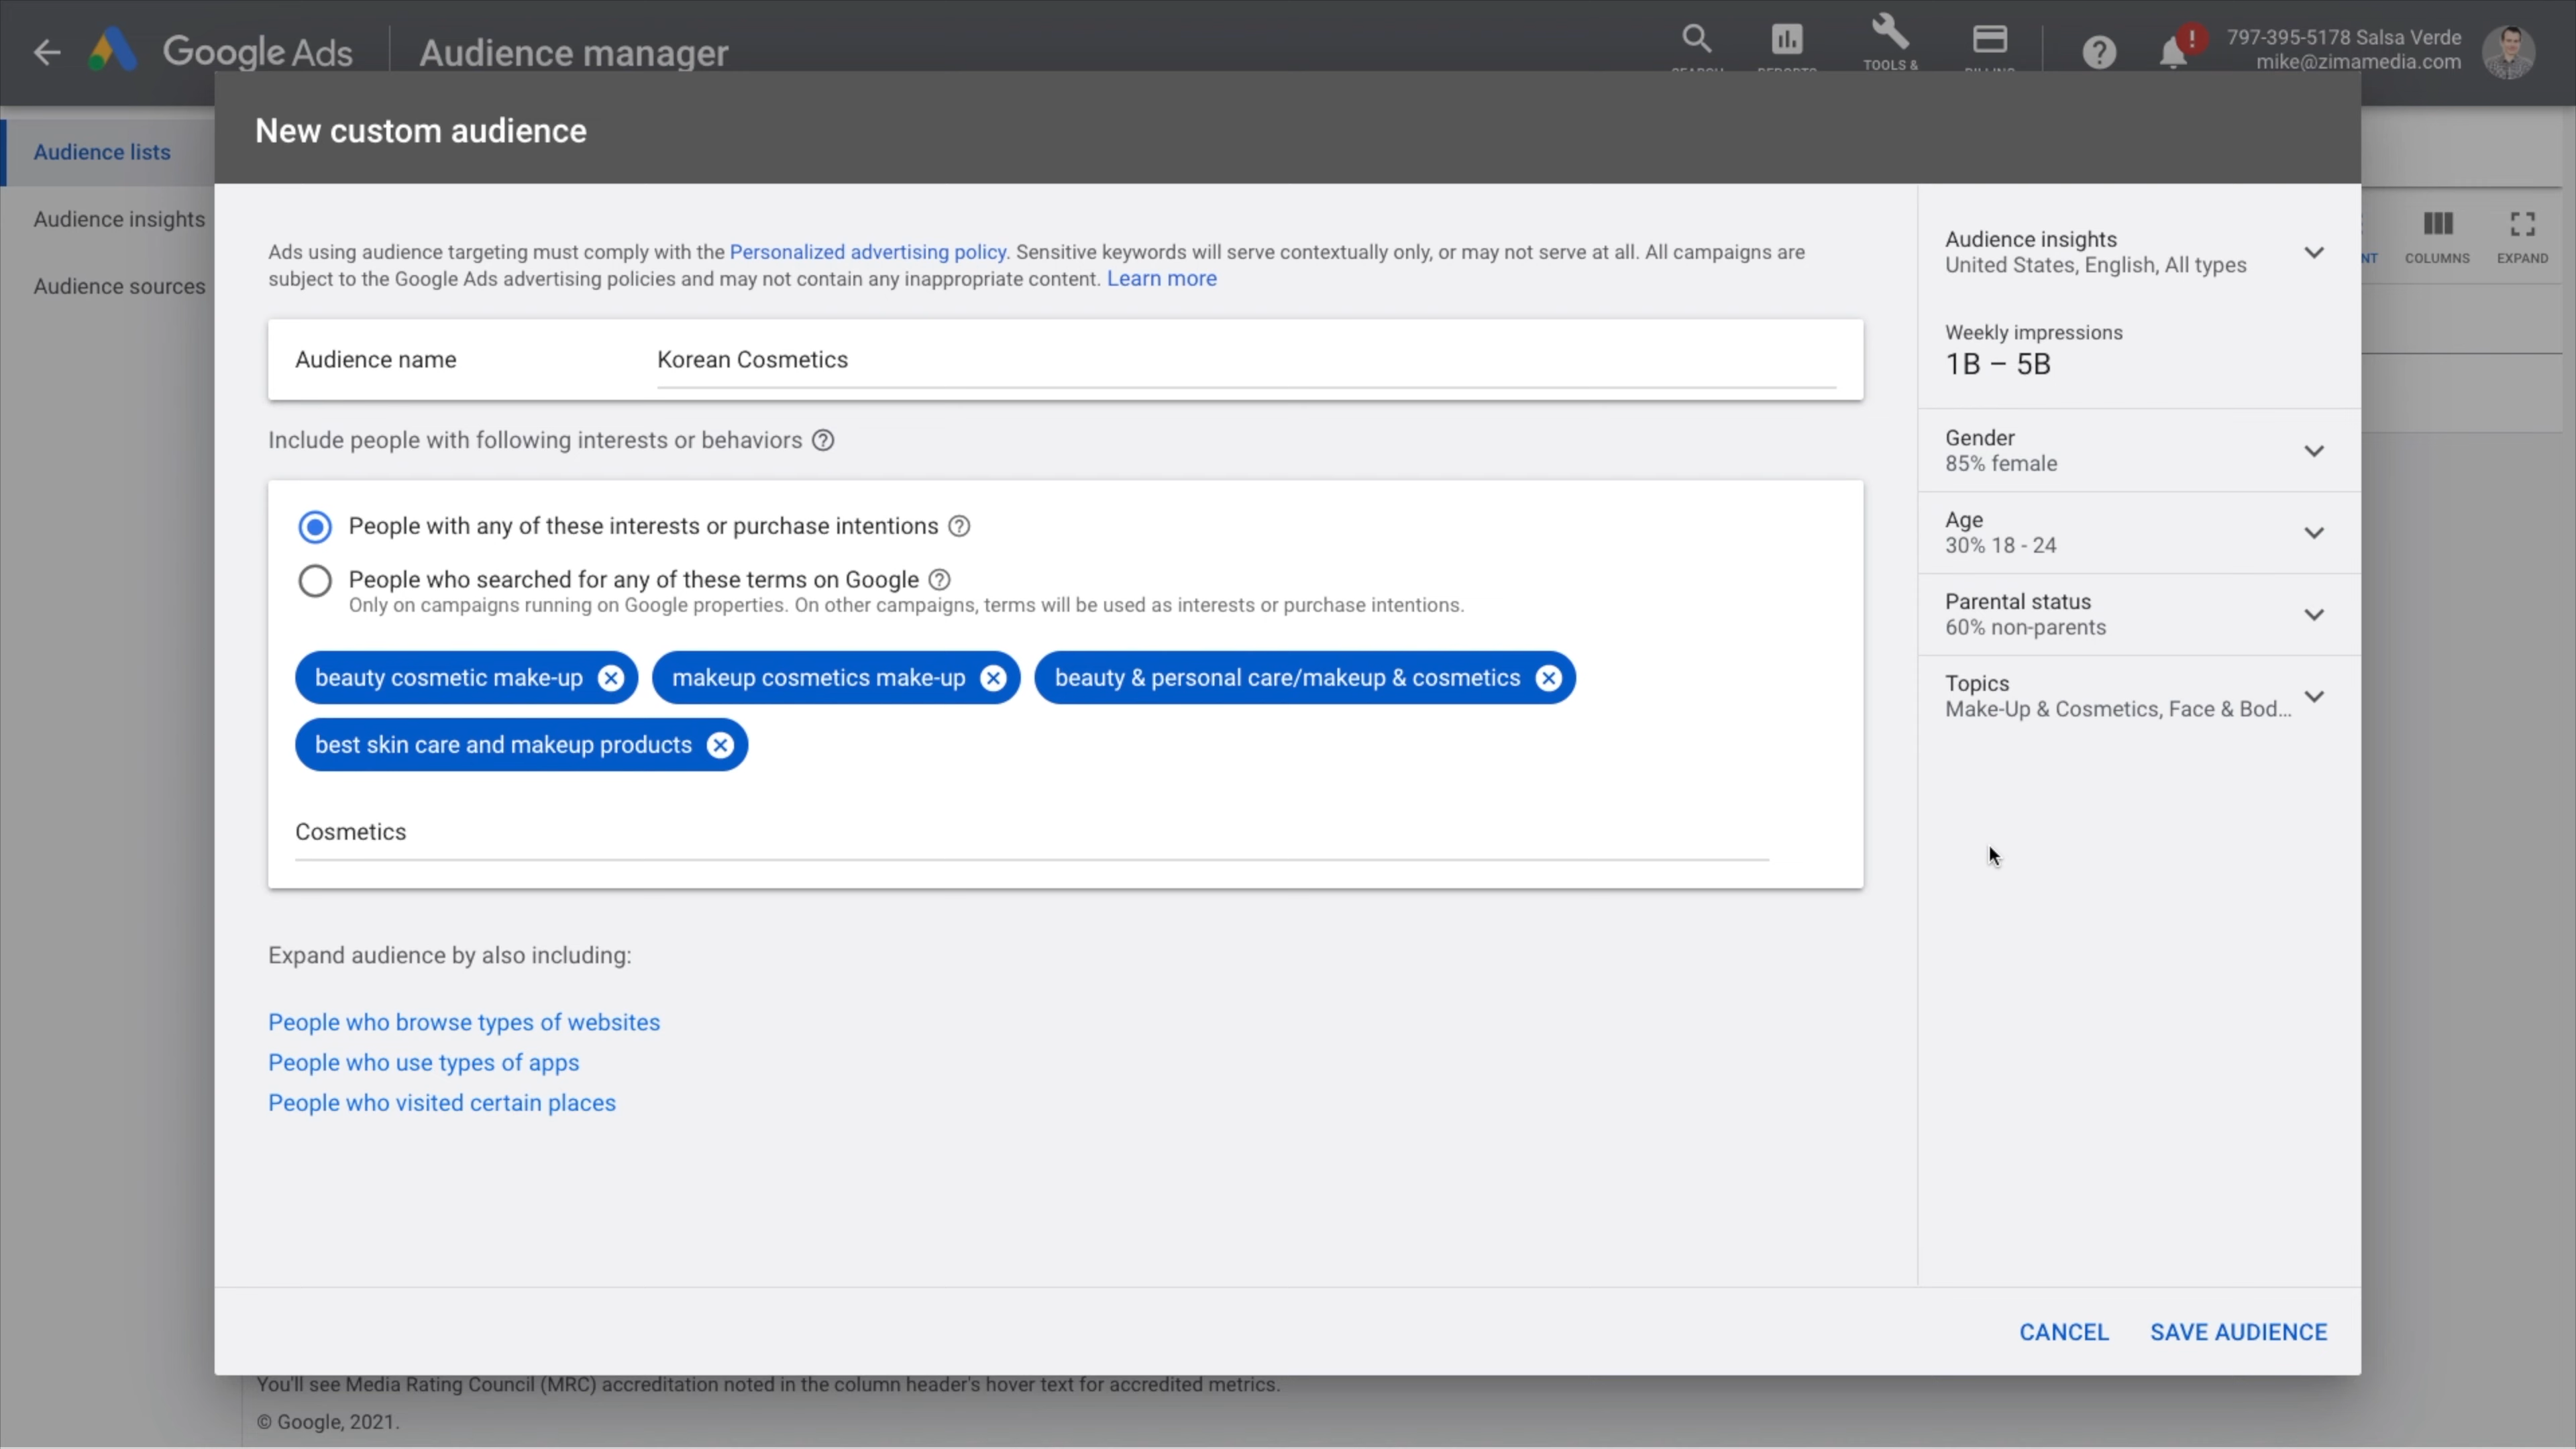 Google Ads
Audience manager
TOOLS &
797-395-5178 Salsa Verde
mike@zimamedia.com
New custom audience
Audience lists
Audience insights
Audience sources
NT
COLUMNS
EXPAND
Ads using audience targeting must comply with the Personalized advertising policy. Sensitive keywords will serve contextually only, or may not serve at all. All campaigns are
subject to the Google Ads advertising policies and may not contain any inappropriate content. Learn more
Audience name
Korean Cosmetics
Include people with following interests or behaviors
People with any of these interests or purchase intentions
People who searched for any of these terms on Google
Only on campaigns running on Google properties. On other campaigns, terms will be used as interests or purchase intentions.
beauty cosmetic make-up
makeup cosmetics make-up
beauty & personal care/makeup & cosmetics
best skin care and makeup products
Cosmetics
Expand audience by also including:
People who browse types of websites
People who use types of apps
People who visited certain places
Audience insights
United States, English, All types
Weekly impressions
1B – 5B
Gender
85% female
Age
30% 18 - 24
Parental status
60% non-parents
Topics
Make-Up & Cosmetics, Face & Bod...
CANCEL
SAVE AUDIENCE
You'll see Media Rating Council (MRC) accreditation noted in the column header's hover text for accredited metrics.
© Google, 2021.